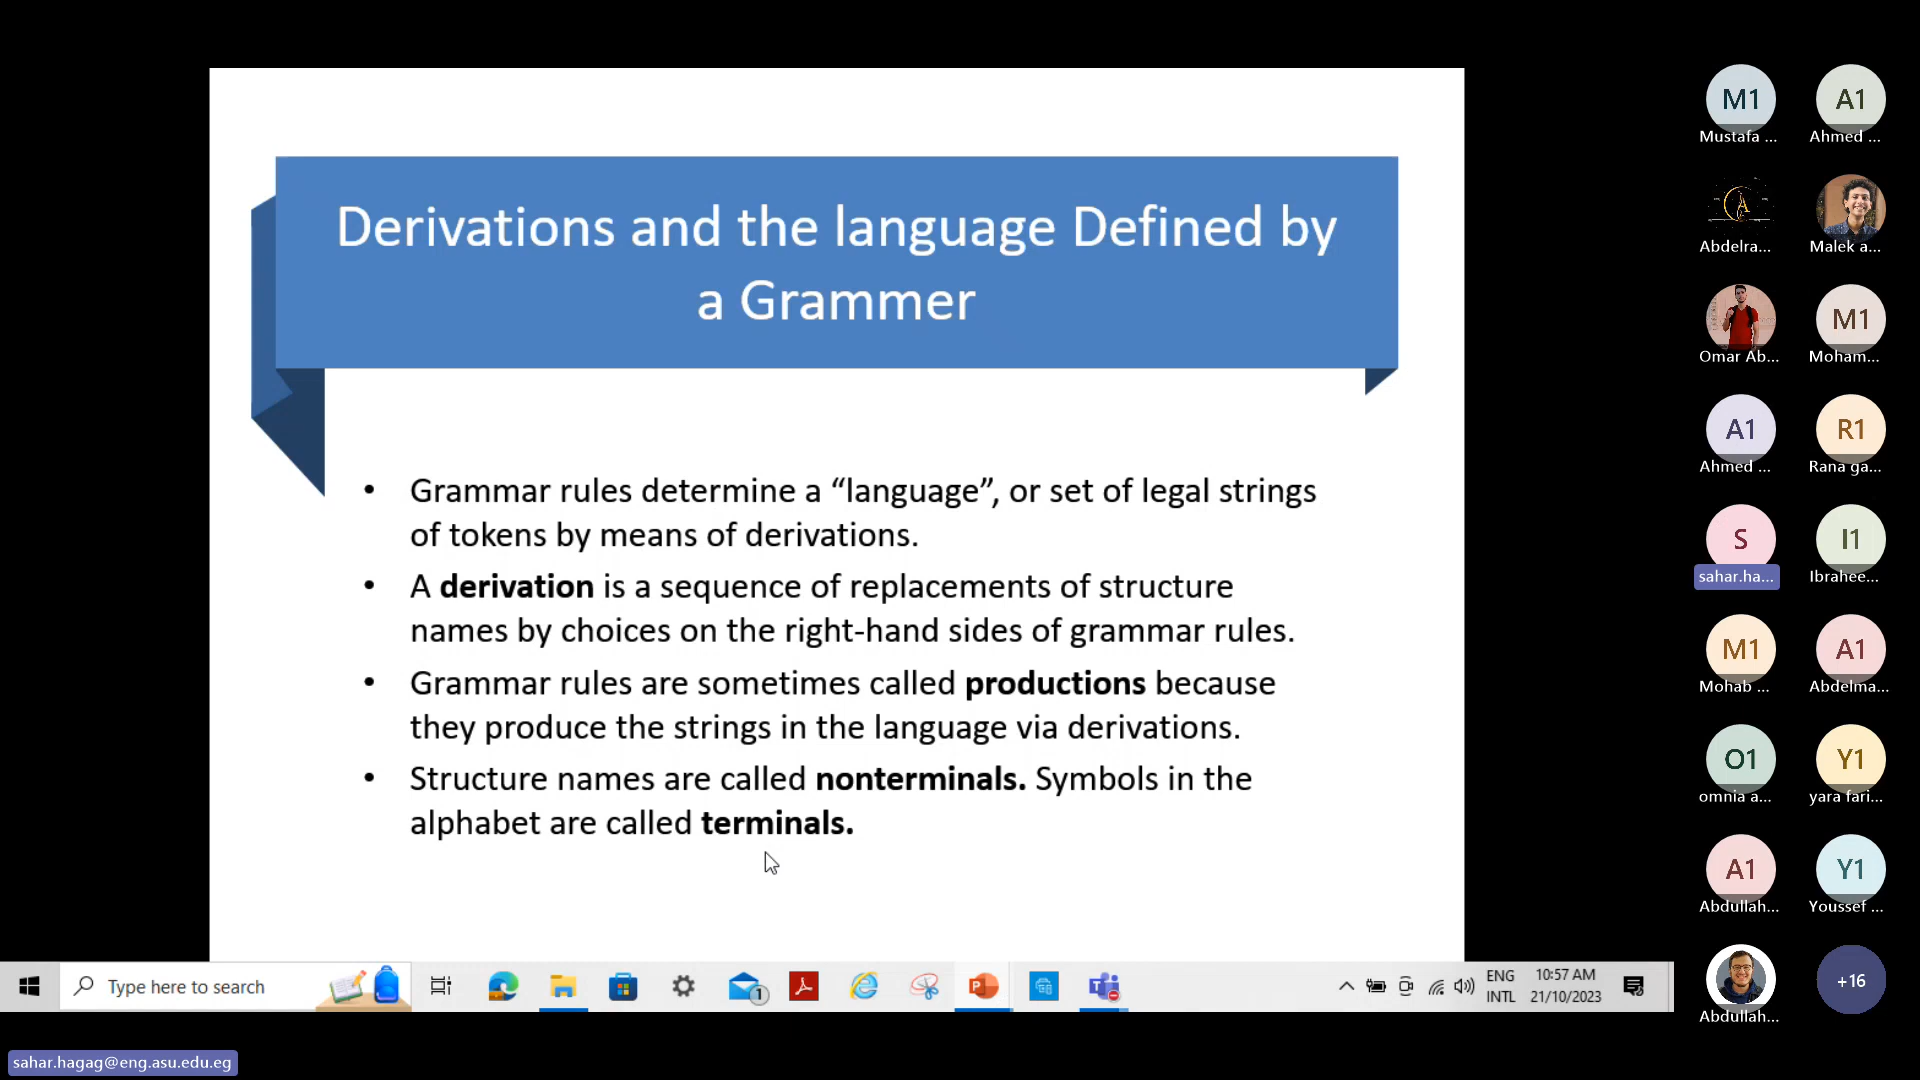 Derivations and the language Defined by
a Grammer
• Grammar rules determine a “language”, or set of legal strings
of tokens by means of derivations.
• A derivation is a sequence of replacements of structure
names by choices on the right-hand sides of grammar rules.
• Grammar rules are sometimes called productions because
they produce the strings in the language via derivations.
• Structure names are called nonterminals. Symbols in the
alphabet are called terminals.
M1
Mustafa ...
A1
Ahmed ...
A
Abdelra...
Malek a...
Omar Ab...
M1
Moham...
A1
Ahmed ...
R1
Rana ga...
S
sahar.ha...
I1
Ibrahee...
M1
Mohab ...
A1
Abdelma...
O1
omnia a...
Y1
yara fari...
A1
Abdullah...
Y1
Youssef ...
Abdullah...
+16
Type here to search
1
ENG
INTL
10:57 AM
21/10/2023
sahar.hagag@eng.asu.edu.eg